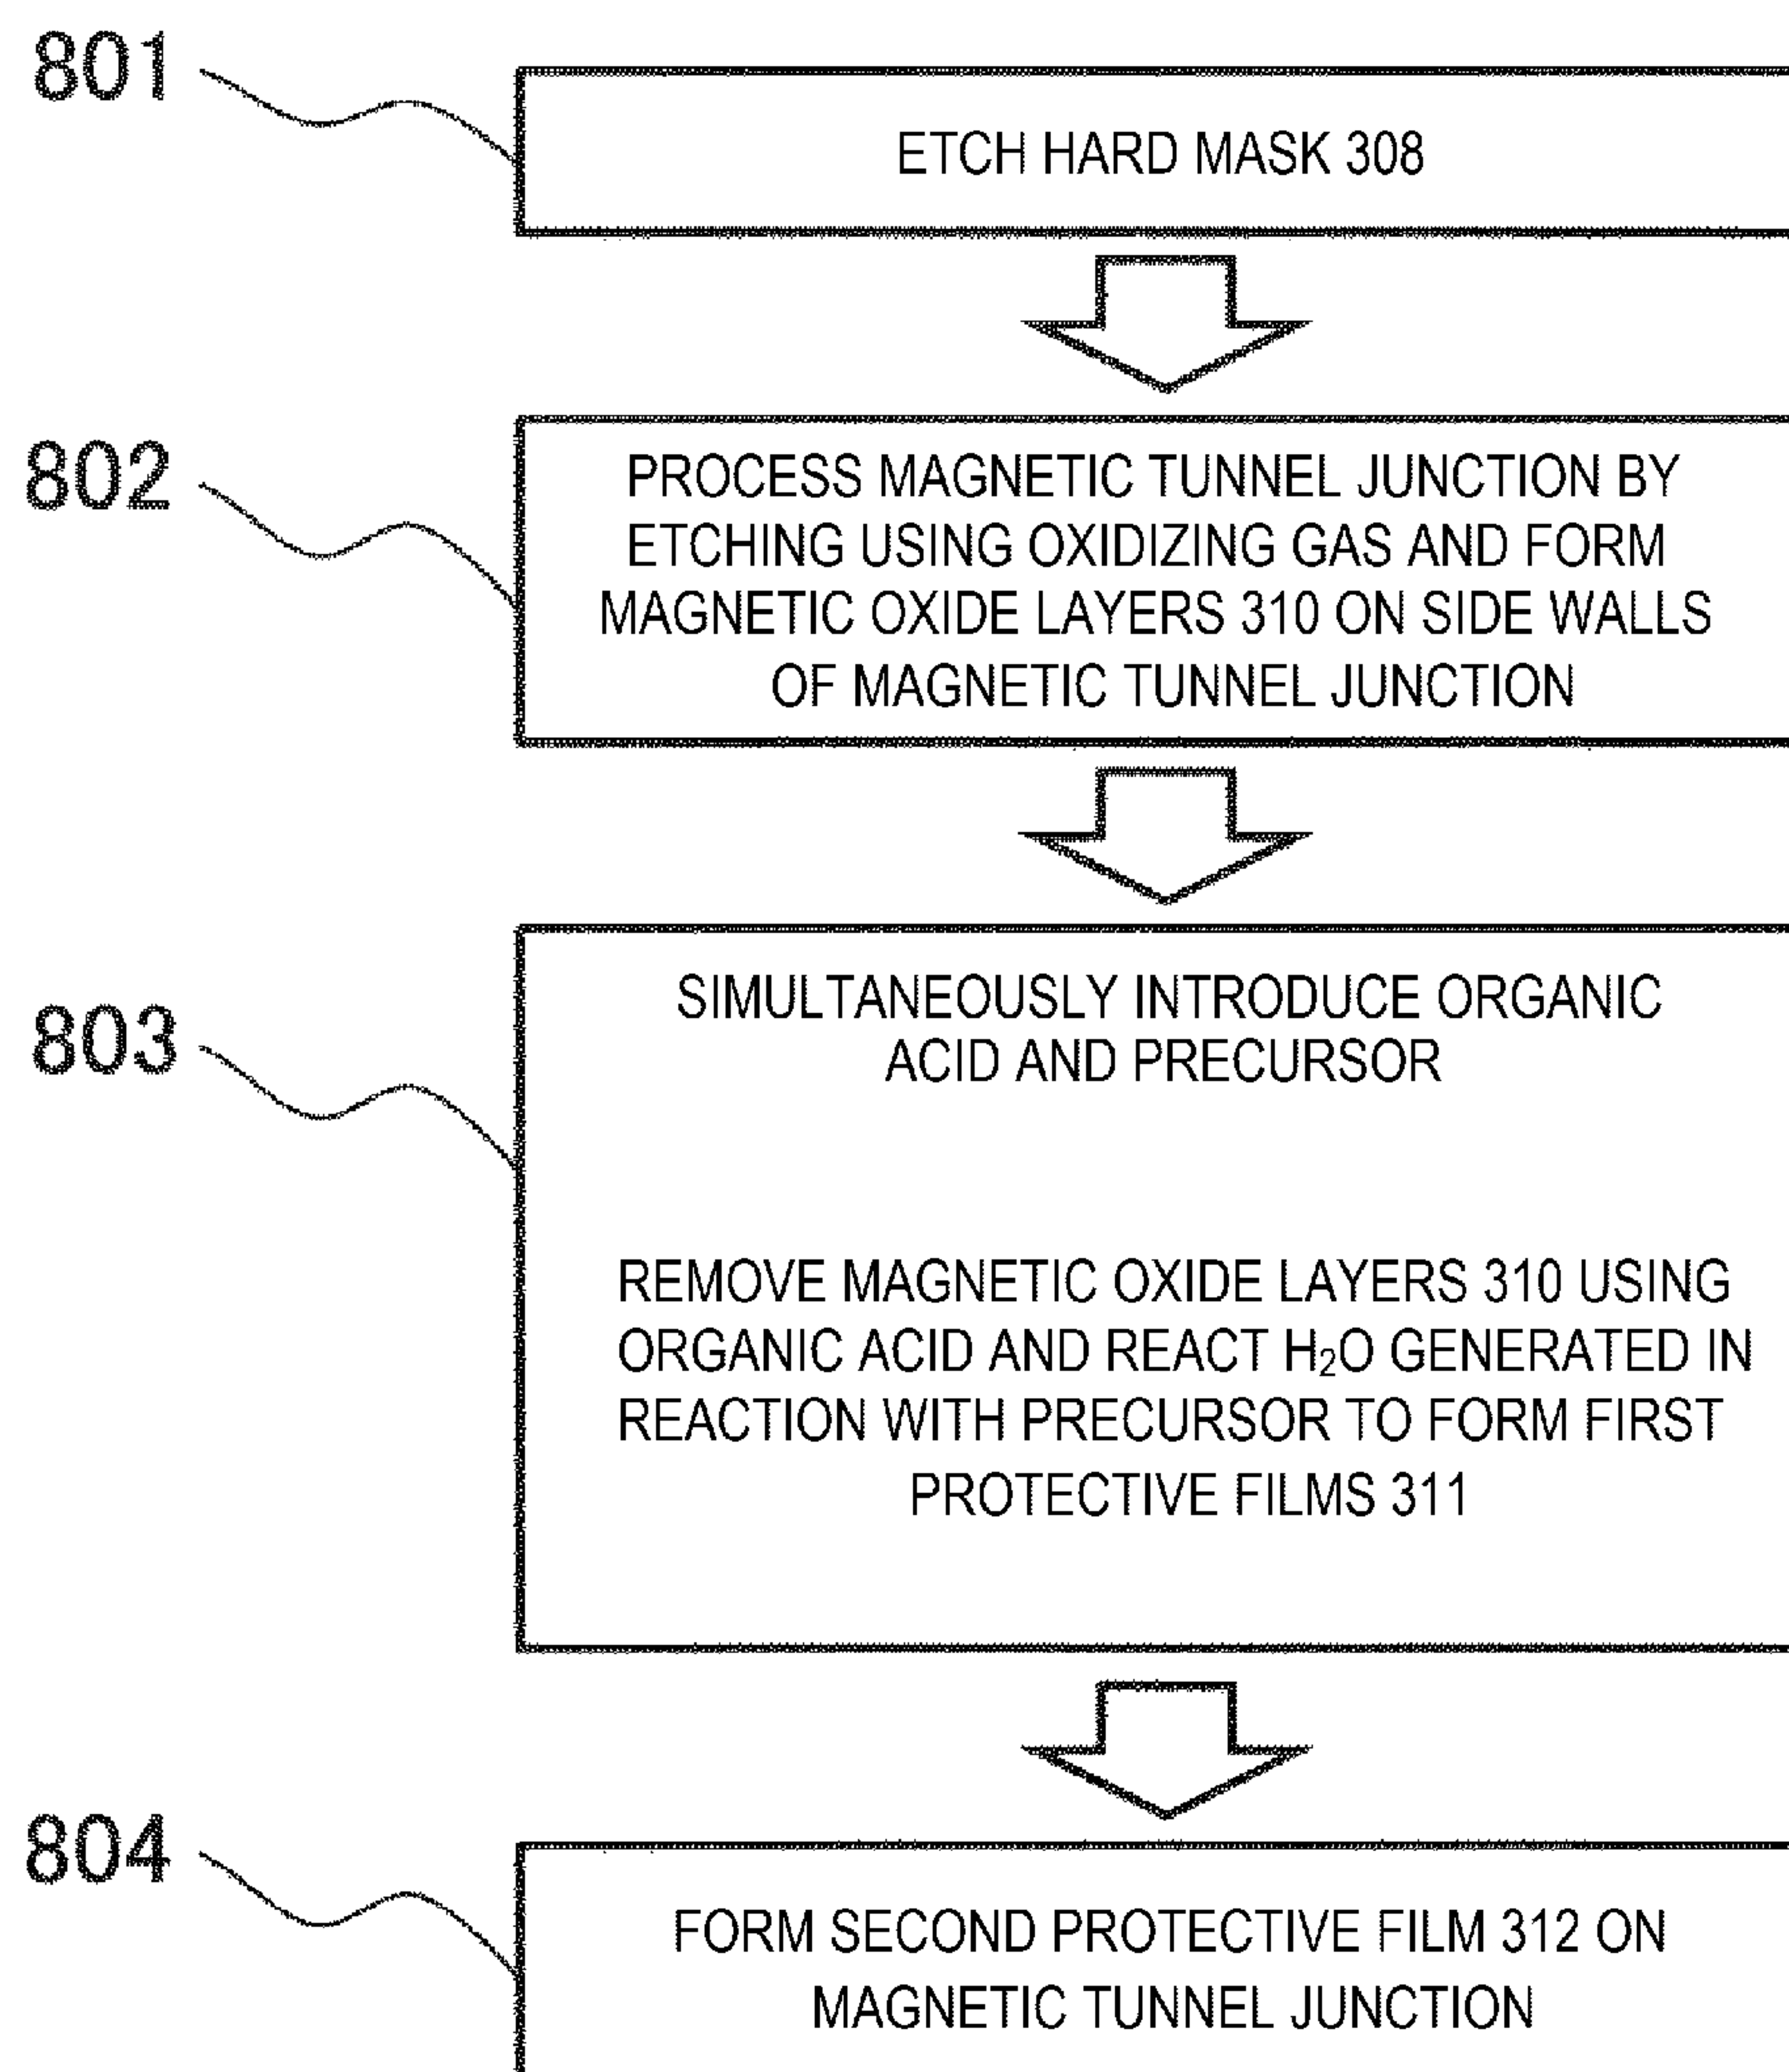 801
ETCH HARD MASK 308
802
PROCESS MAGNETIC TUNNEL JUNCTION BY
ETCHING USING OXIDIZING GAS AND FORM
MAGNETIC OXIDE LAYERS 310 ON SIDE WALLS
OF MAGNETIC TUNNEL JUNCTION
803
SIMULTANEOUSLY INTRODUCE ORGANIC
ACID AND PRECURSOR
REMOVE MAGNETIC OXIDE LAYERS 310 USING
ORGANIC ACID AND REACT H₂O GENERATED IN
REACTION WITH PRECURSOR TO FORM FIRST
PROTECTIVE FILMS 311
804
FORM SECOND PROTECTIVE FILM 312 ON
MAGNETIC TUNNEL JUNCTION